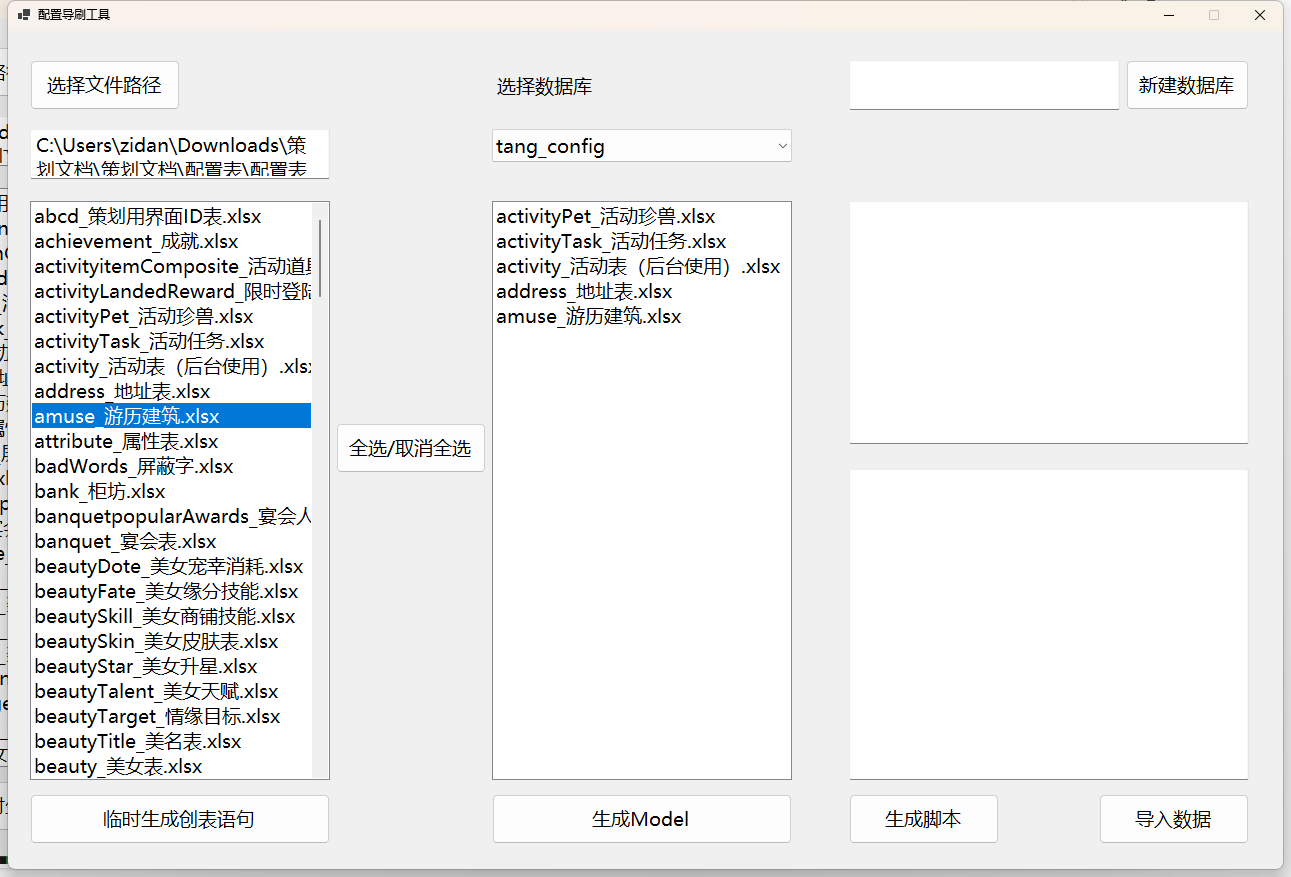 配置导刷工具
选择文件路径
选择数据库
新建数据库
C:\Users\zidan\Downloads\策
划文档\策划文档\配置表\配置表
tang_config
abcd_策划用界面ID表.xlsx
achievement_成就.xlsx
activityitemComposite_活动道
activityLandedReward_限时登
activityPet_活动珍兽.xlsx
activityTask_活动任务.xlsx
activity_活动表（后台使用）.xls
address_地址表.xlsx
amuse_游历建筑.xlsx
attribute_属性表.xlsx
badWords_屏蔽字.xlsx
bank_柜坊.xlsx
banquetpopularAwards_宴会人
banquet_宴会表.xlsx
beautyDote_美女宠幸消耗.xlsx
beautyFate_美女缘分技能.xlsx
beautySkill_美女商铺技能.xlsx
beautySkin_美女皮肤表.xlsx
beautyStar_美女升星.xlsx
beautyTalent_美女天赋.xlsx
beautyTarget_情缘目标.xlsx
beautyTitle_美名表.xlsx
beauty_美女表.xlsx
全选/取消全选
activityPet_活动珍兽.xlsx
activityTask_活动任务.xlsx
activity_活动表（后台使用）.xlsx
address_地址表.xlsx
amuse_游历建筑.xlsx
临时生成创表语句
生成Model
生成脚本
导入数据